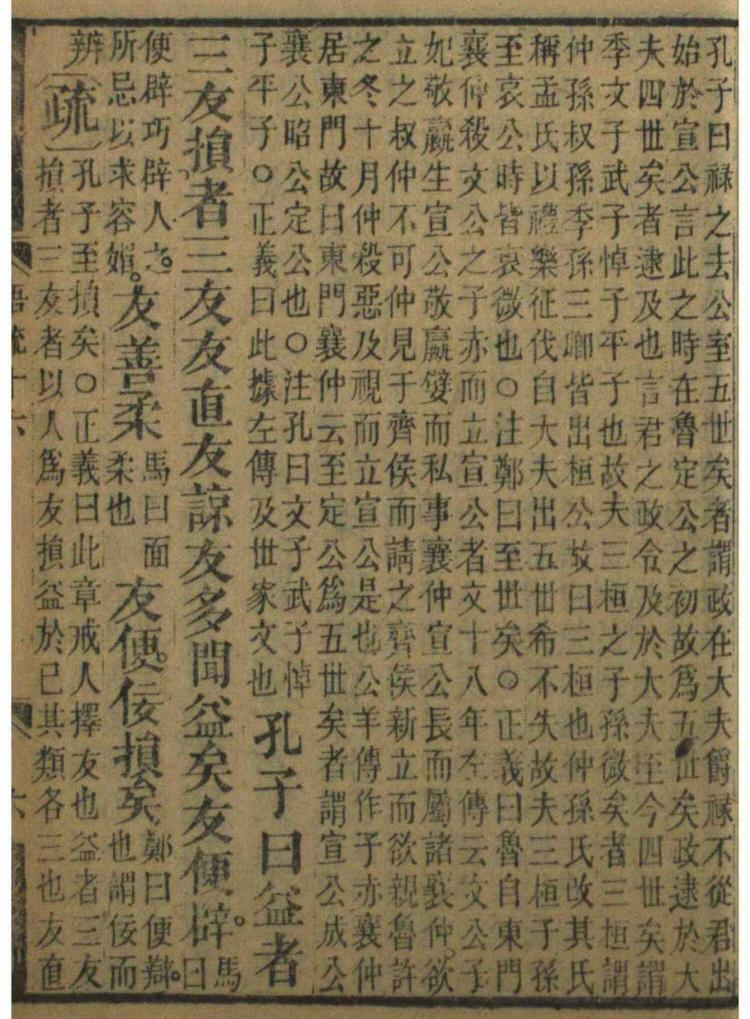 孔子曰祿之去公室五世矣者謂政在大夫爵祿不從君出
始於宣公言此之時在魯定公之初故爲五世矣政逮於大
夫四世矣者逮及也言君之政令及於大夫至今四世矣謂
季文子武子悼子平子也故夫三桓之子孫微矣者三桓謂
仲孫叔孫季孫三卿皆出桓公故曰三桓也仲孫氏改其氏
稱孟氏以禮樂征伐自大夫出五世希不失故夫三桓子孫
至哀公時皆衰微也○注鄭曰至世矣○正義曰魯自東門
襄仲殺文公之子赤而立宣公者文十八年左傳云文公子
妃敬嬴生宣公敬嬴嬖而私事襄仲宣公長而屬諸襄仲欲
立之叔仲不可仲見于齊侯而請之齊侯新立而欲親魯許
之冬十月仲殺惡及視而立宣公是也公羊傳作子赤襄仲
居東門故曰東門襄仲云至定公爲五世矣者謂宣公成公
襄公昭公定公也○注孔曰文子武子悼
子平子○正義曰此據左傳及世家文也
孔子曰益者
三友損者三友友直友諒友多聞益矣友便辟馬曰
便辟巧辟人之
所忌以求容媚
友善柔
馬曰面
柔也
友便佞損矣
鄭曰便辯
也謂佞而
辨
疏
孔子至損矣○正義曰此章戒人擇友也益者三友
損者三友者以人爲友損益於己其類各三也友直
語疏十六
六